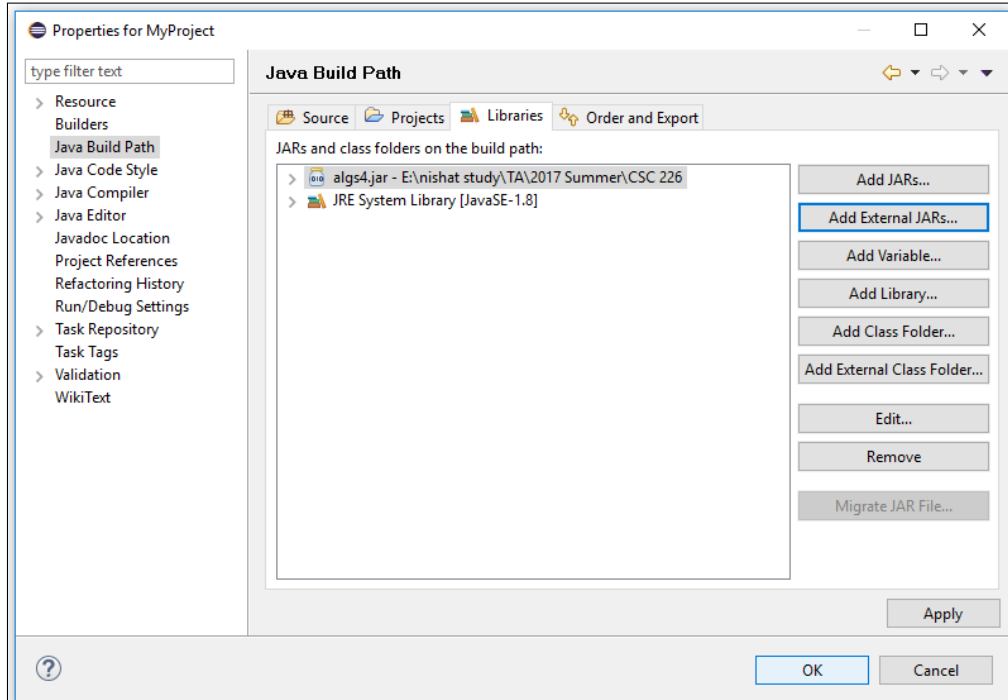 Properties for MyProject
type filter text
Resource
Builders
Java Build Path
Java Code Style
Java Compiler
Java Editor
Javadoc Location
Project References
Refactoring History
Run/Debug Settings
Task Repository
Task Tags
Validation
WikiText
Java Build Path
Source
Projects
Libraries
Order and Export
JARs and class folders on the build path:
algs4.jar - E:\nishat study\TA\2017 Summer\CSC 226
JRE System Library [JavaSE-1.8]
Add JARs...
Add External JARs...
Add Variable...
Add Library...
Add Class Folder...
Add External Class Folder...
Edit...
Remove
Migrate JAR File...
Apply
?
OK
Cancel